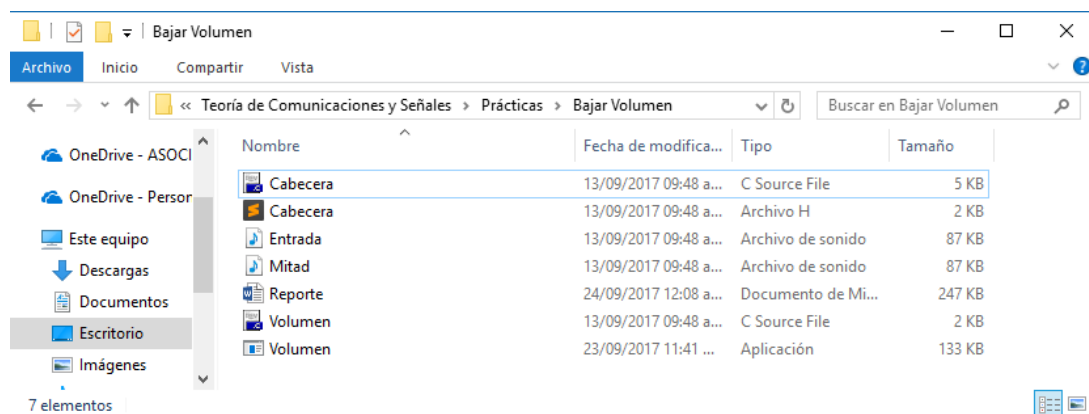 Bajar Volumen
Archivo Inicio Compartir Vista
« Teoría de Comunicaciones y Señales > Prácticas > Bajar Volumen Buscar en Bajar Volumen
OneDrive - ASOCI
OneDrive - Person
Este equipo
Descargas
Documentos
Escritorio
Imágenes
Nombre Fecha de modifica... Tipo Tamaño
Cabecera 13/09/2017 09:48 a... C Source File 5 KB
Cabecera 13/09/2017 09:48 a... Archivo H 2 KB
Entrada 13/09/2017 09:48 a... Archivo de sonido 87 KB
Mitad 13/09/2017 09:48 a... Archivo de sonido 87 KB
Reporte 24/09/2017 12:08 a... Documento de Mi... 247 KB
Volumen 13/09/2017 09:48 a... C Source File 2 KB
Volumen 23/09/2017 11:41 ... Aplicación 133 KB
7 elementos